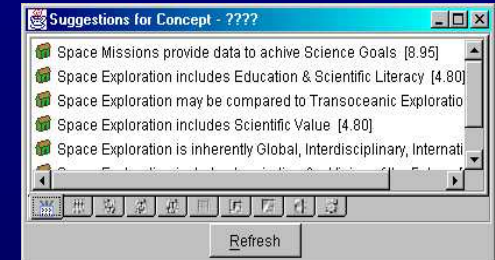 Suggestions for Concept - ????
Space Missions provide data to achive Science Goals [8.95]
Space Exploration includes Education & Scientific Literacy [4.80]
Space Exploration may be compared to Transoceanic Exploratio
Space Exploration includes Scientific Value [4.80]
Space Exploration is inherently Global, Interdisciplinary, Internati
Refresh